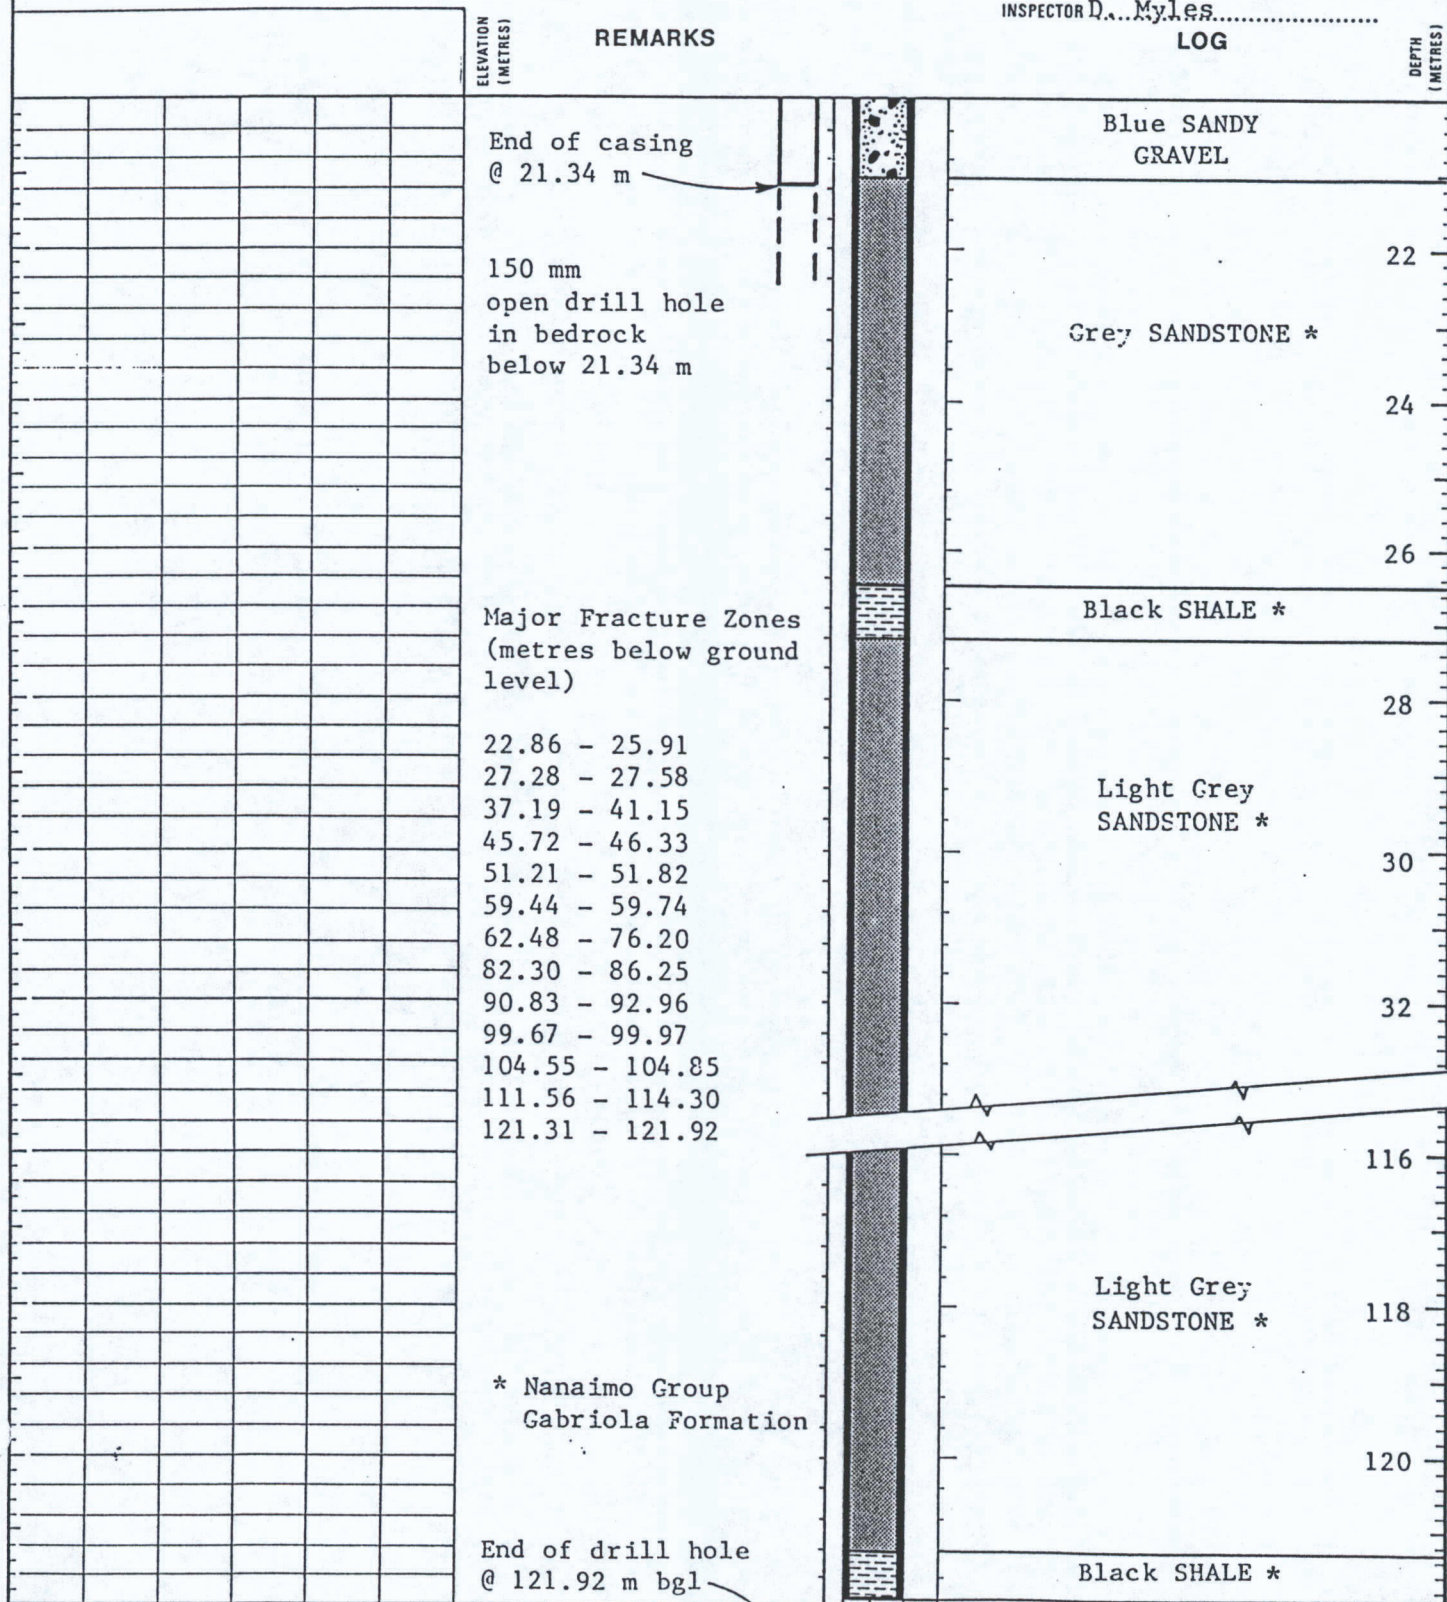 INSPECTOR D. Myles
ELEVATION
(METRES)
REMARKS
LOG
DEPTH
(METRES)
End of casing
@ 21.34 m
150 mm
open drill hole
in bedrock
below 21.34 m
Major Fracture Zones
(metres below ground
level)
22.86 - 25.91
27.28 - 27.58
37.19 - 41.15
45.72 - 46.33
51.21 - 51.82
59.44 - 59.74
62.48 - 76.20
82.30 - 86.25
90.83 - 92.96
99.67 - 99.97
104.55 - 104.85
111.56 - 114.30
121.31 - 121.92
* Nanaimo Group
Gabriola Formation
End of drill hole
@ 121.92 m bgl
Blue SANDY
GRAVEL
Grey SANDSTONE *
Black SHALE *
Light Grey
SANDSTONE *
Light Grey
SANDSTONE *
Black SHALE *
22
24
26
28
30
32
116
118
120